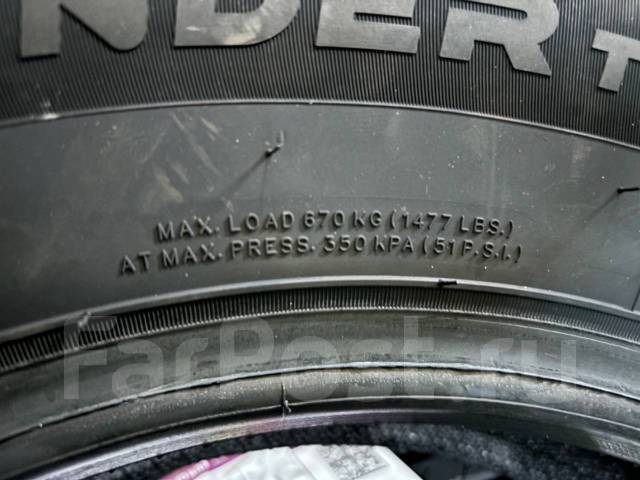 NDER T
MAX. LOAD 670 KG (1477 LBS.)
AT MAX. PRESS. 350 KPA (51 P.S.I.)
FarPost.ru